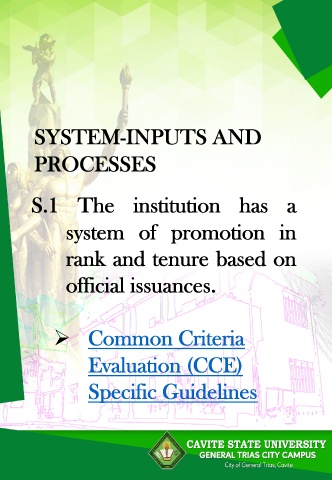 SYSTEM-INPUTS AND
PROCESSES
S.1 The institution has a
system of promotion in
rank and tenure based on
official issuances.
➢ Common Criteria
Evaluation (CCE)
Specific Guidelines
CAVITE STATE UNIVERSITY
GENERAL TRIAS CITY CAMPUS
City of General Trias, Cavite